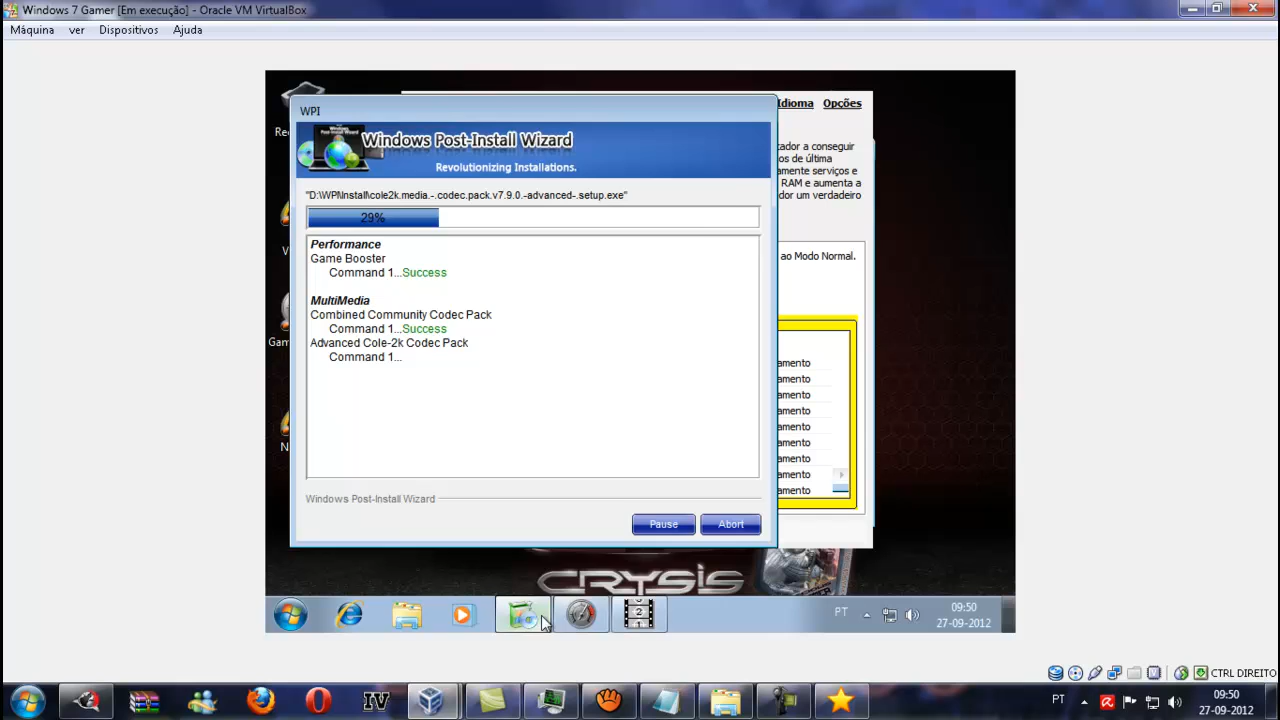 Windows 7 Gamer [Em execução] - Oracle VM VirtualBox
Máquina ver Dispositivos Ajuda
WPI
Idioma Opções
Windows Post-Install Wizard
Revolutionizing Installations.
tador a conseguir
os de última
amente serviços e
RAM e aumenta a
dor um verdadeiro
"D:\WPI\Install\cole2k.media.-.codec.pack.v7.9.0.-advanced-.setup.exe"
29%
Performance
Game Booster
Command 1...Success
MultiMedia
Combined Community Codec Pack
Command 1...Success
Advanced Cole-2k Codec Pack
Command 1...
ao Modo Normal.
amento
amento
amento
amento
amento
amento
amento
amento
amento
Windows Post-Install Wizard
Pause Abort
Re
V
Gam
N
CRYSIS
PT
09:50
27-09-2012
CTRL DIREITO
IV
PT
09:50
27-09-2012